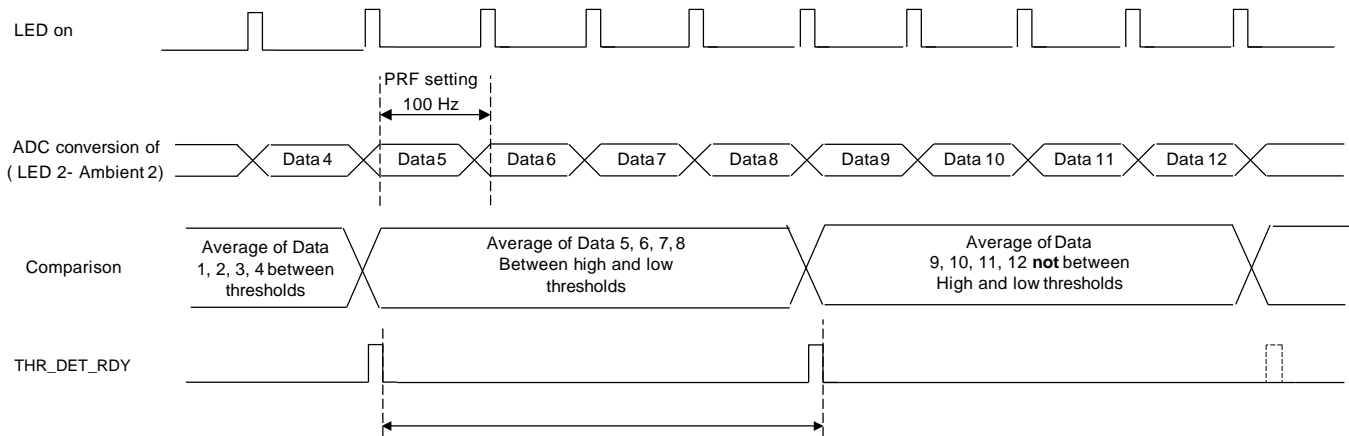 LED on
PRF setting
100 Hz
ADC conversion of
( LED 2- Ambient 2)
Data 4
Data 5
Data 6
Data 7
Data 8
Data 9
Data 10
Data 11
Data 12
Comparison
Average of Data
1, 2, 3, 4 between
thresholds
Average of Data 5, 6, 7, 8
Between high and low
thresholds
Average of Data
9, 10, 11, 12 not between
High and low thresholds
THR_DET_RDY